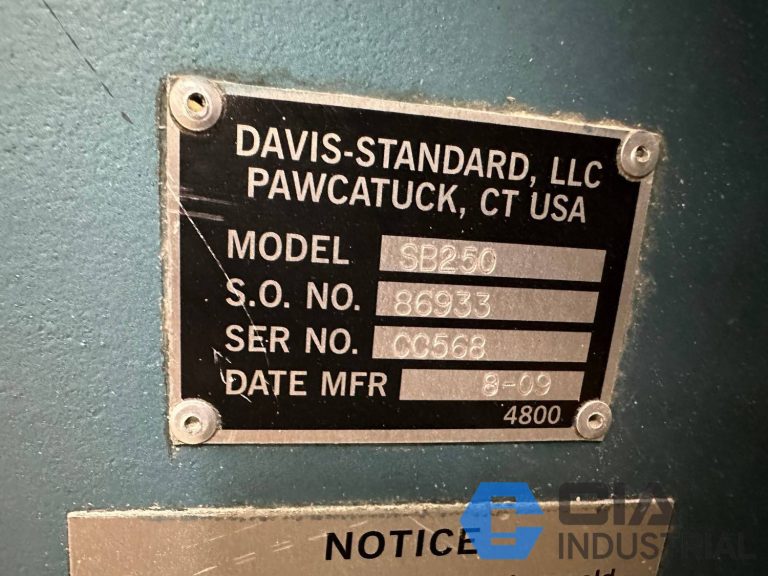 DAVIS-STANDARD, LLC
PAWCATUCK, CT USA
MODEL SB250
S.O. NO. 86933
SER NO. CC568
DATE MFR 8-09
4800
NOTICE
CIA
INDUSTRIAL